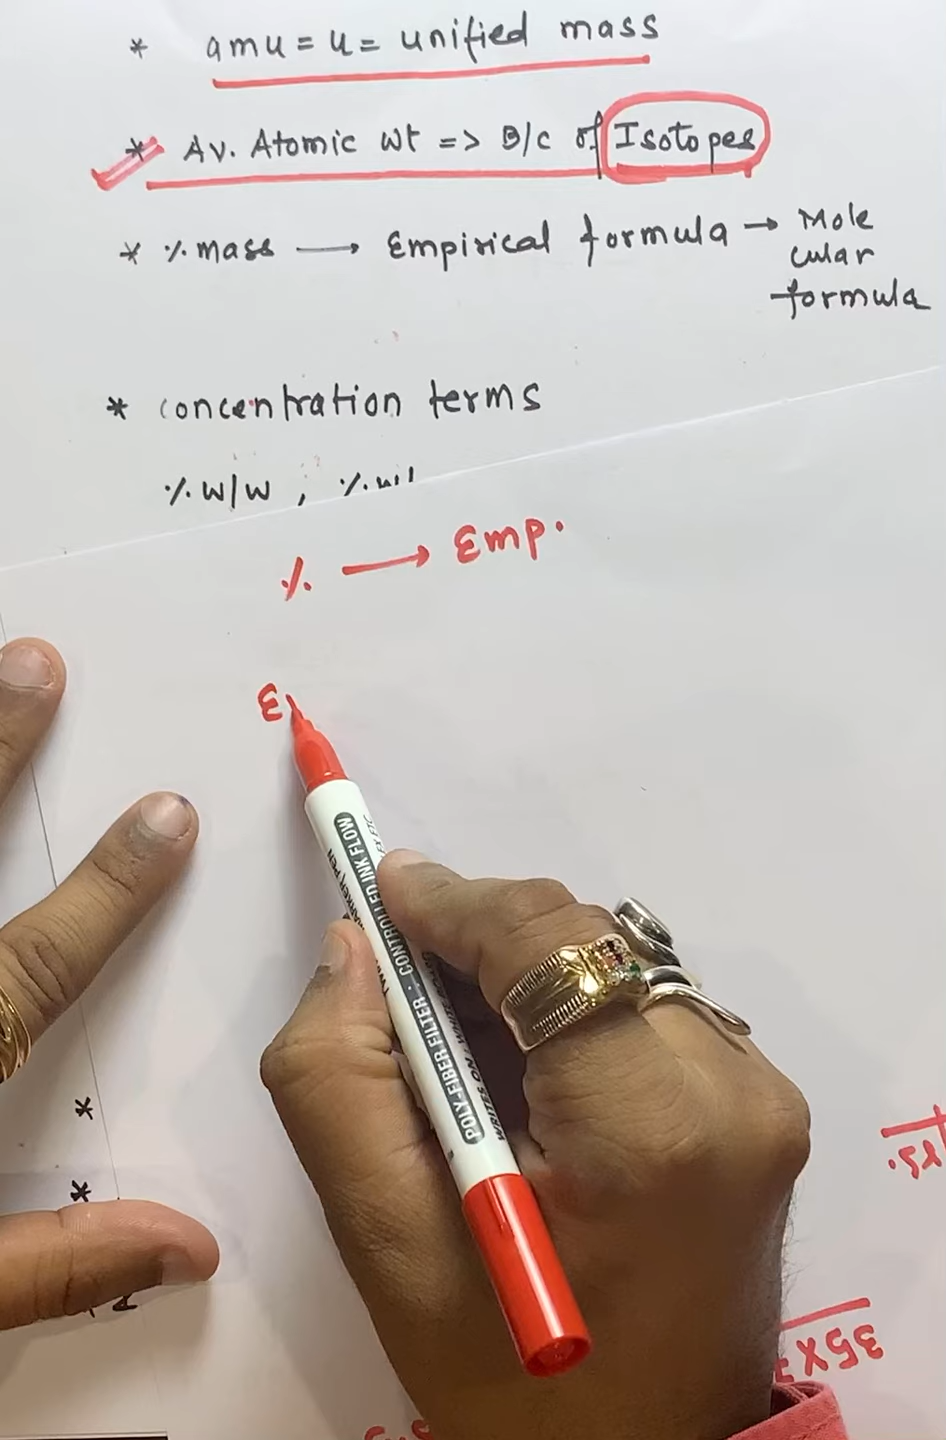 * amu = u = unified mass
* Av. Atomic wt => B/c of Isotopes
* % mass → Empirical formula → Mole
cular
formula
* concentration terms
% w/w ,
% → Emp.
ε
POLY-FIBER FILTER · CONTROLLED INK FLOW
*
*
35X